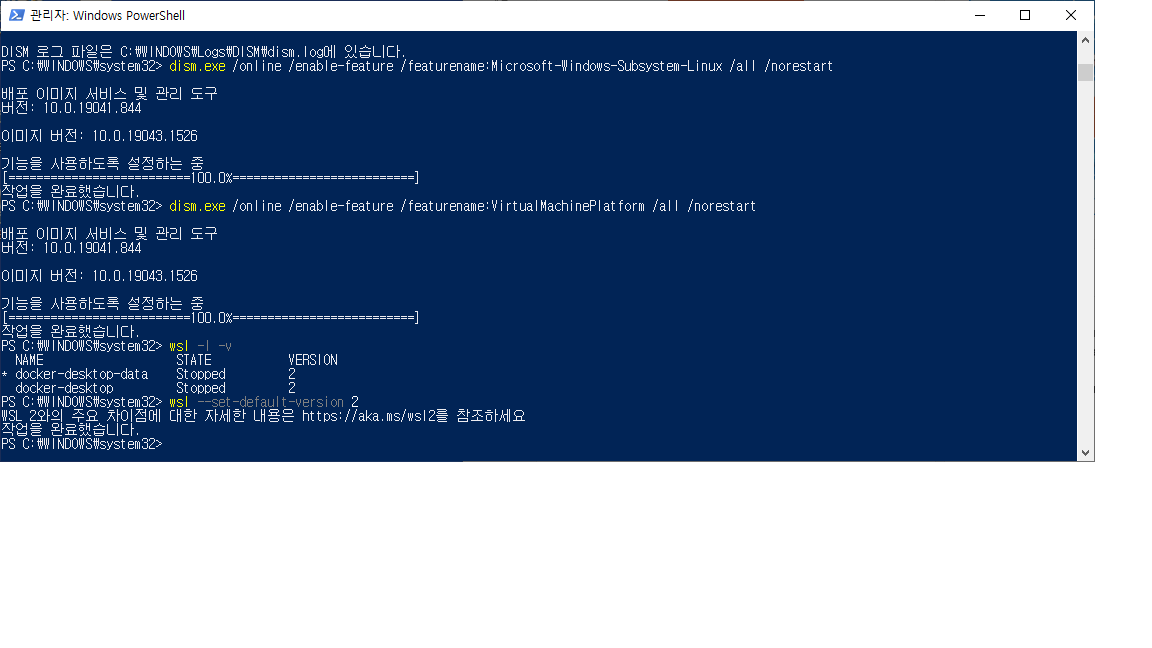 관리자: Windows PowerShell
DISM 로그 파일은 C:\WINDOWS\Logs\DISM\dism.log에 있습니다.
PS C:\WINDOWS\system32> dism.exe /online /enable-feature /featurename:Microsoft-Windows-Subsystem-Linux /all /norestart
배포 이미지 서비스 및 관리 도구
버전: 10.0.19041.844
이미지 버전: 10.0.19043.1526
기능을 사용하도록 설정하는 중
[==========================100.0%==========================]
작업을 완료했습니다.
PS C:\WINDOWS\system32> dism.exe /online /enable-feature /featurename:VirtualMachinePlatform /all /norestart
배포 이미지 서비스 및 관리 도구
버전: 10.0.19041.844
이미지 버전: 10.0.19043.1526
기능을 사용하도록 설정하는 중
[==========================100.0%==========================]
작업을 완료했습니다.
PS C:\WINDOWS\system32> wsl -l -v
NAME STATE VERSION
* docker-desktop-data Stopped 2
docker-desktop Stopped 2
PS C:\WINDOWS\system32> wsl --set-default-version 2
WSL 2와의 주요 차이점에 대한 자세한 내용은 https://aka.ms/wsl2를 참조하세요
작업을 완료했습니다.
PS C:\WINDOWS\system32>